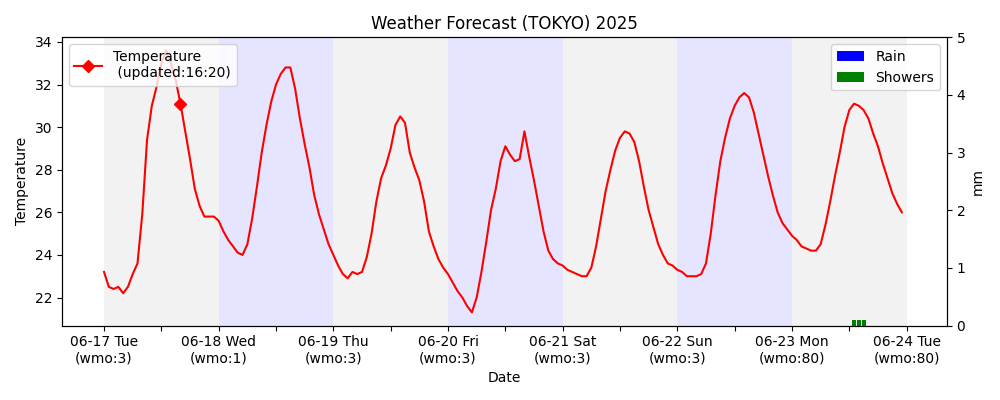 Weather Forecast (TOKYO) 2025
Temperature
(updated:16:20)
Rain
Showers
34
32
30
28
26
24
22
Temperature
5
4
3
2
1
0
mm
06-17 Tue
(wmo:3)
06-18 Wed
(wmo:1)
06-19 Thu
(wmo:3)
06-20 Fri
(wmo:3)
06-21 Sat
(wmo:3)
06-22 Sun
(wmo:3)
06-23 Mon
(wmo:80)
06-24 Tue
(wmo:80)
Date